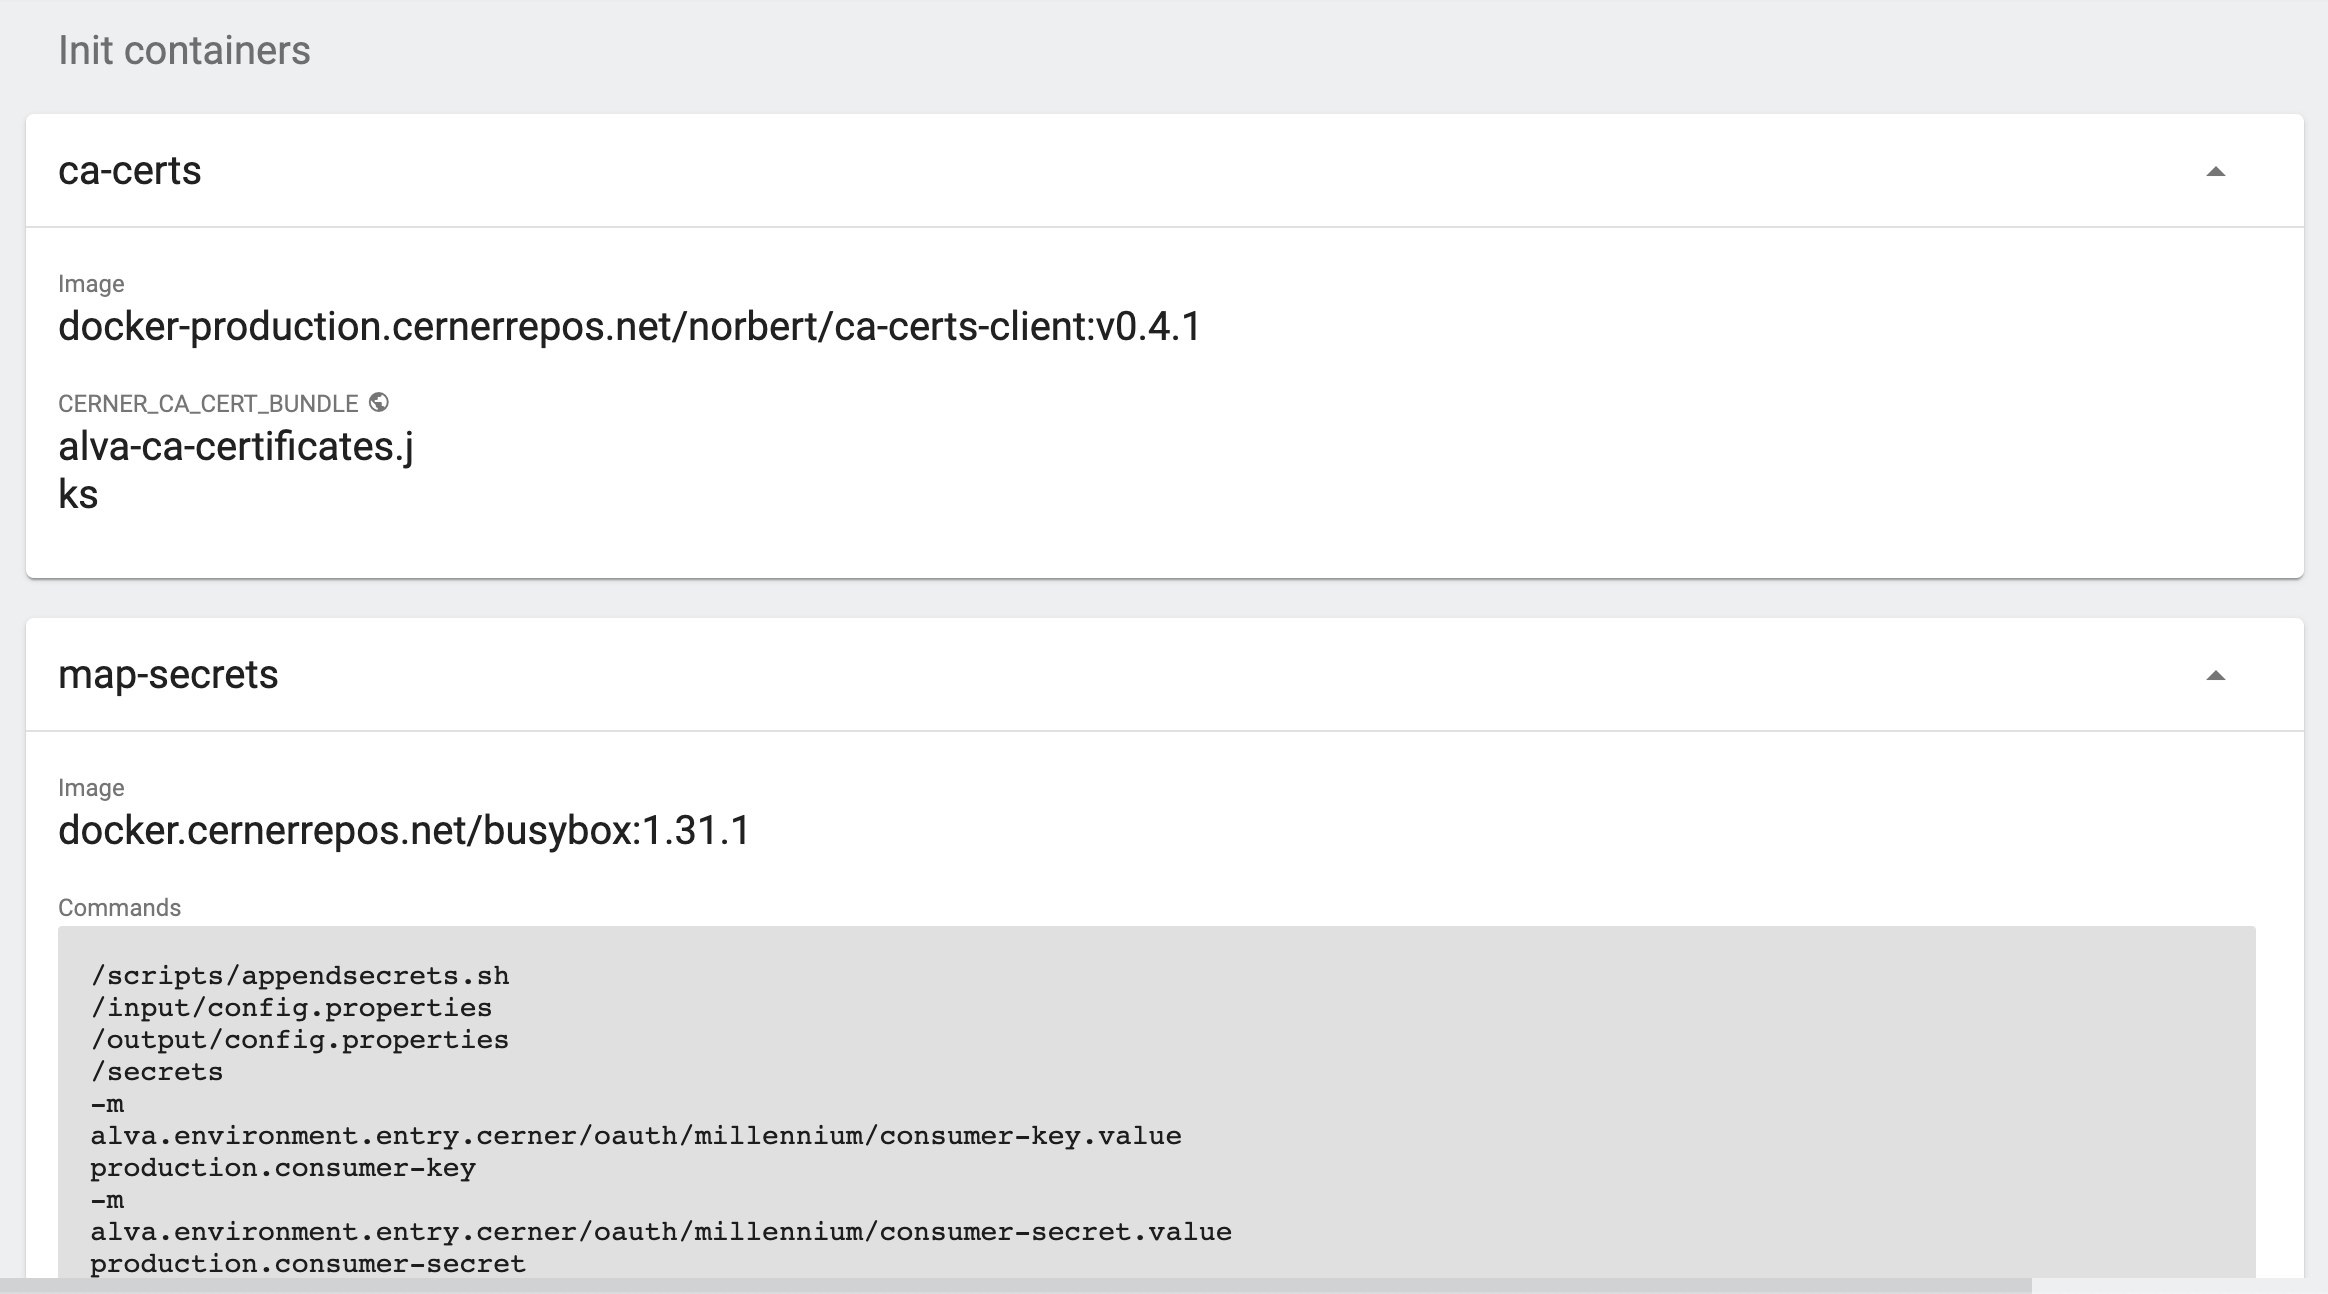 Init containers
ca-certs
Image
docker-production.cernerrepos.net/norbert/ca-certs-client:v0.4.1
CERNER_CA_CERT_BUNDLE
alva-ca-certificates.j
ks
map-secrets
Image
docker.cernerrepos.net/busybox:1.31.1
Commands
/scripts/appendsecrets.sh
/input/config.properties
/output/config.properties
/secrets
-m
alva.environment.entry.cerner/oauth/millennium/consumer-key.value
production.consumer-key
-m
alva.environment.entry.cerner/oauth/millennium/consumer-secret.value
production.consumer-secret